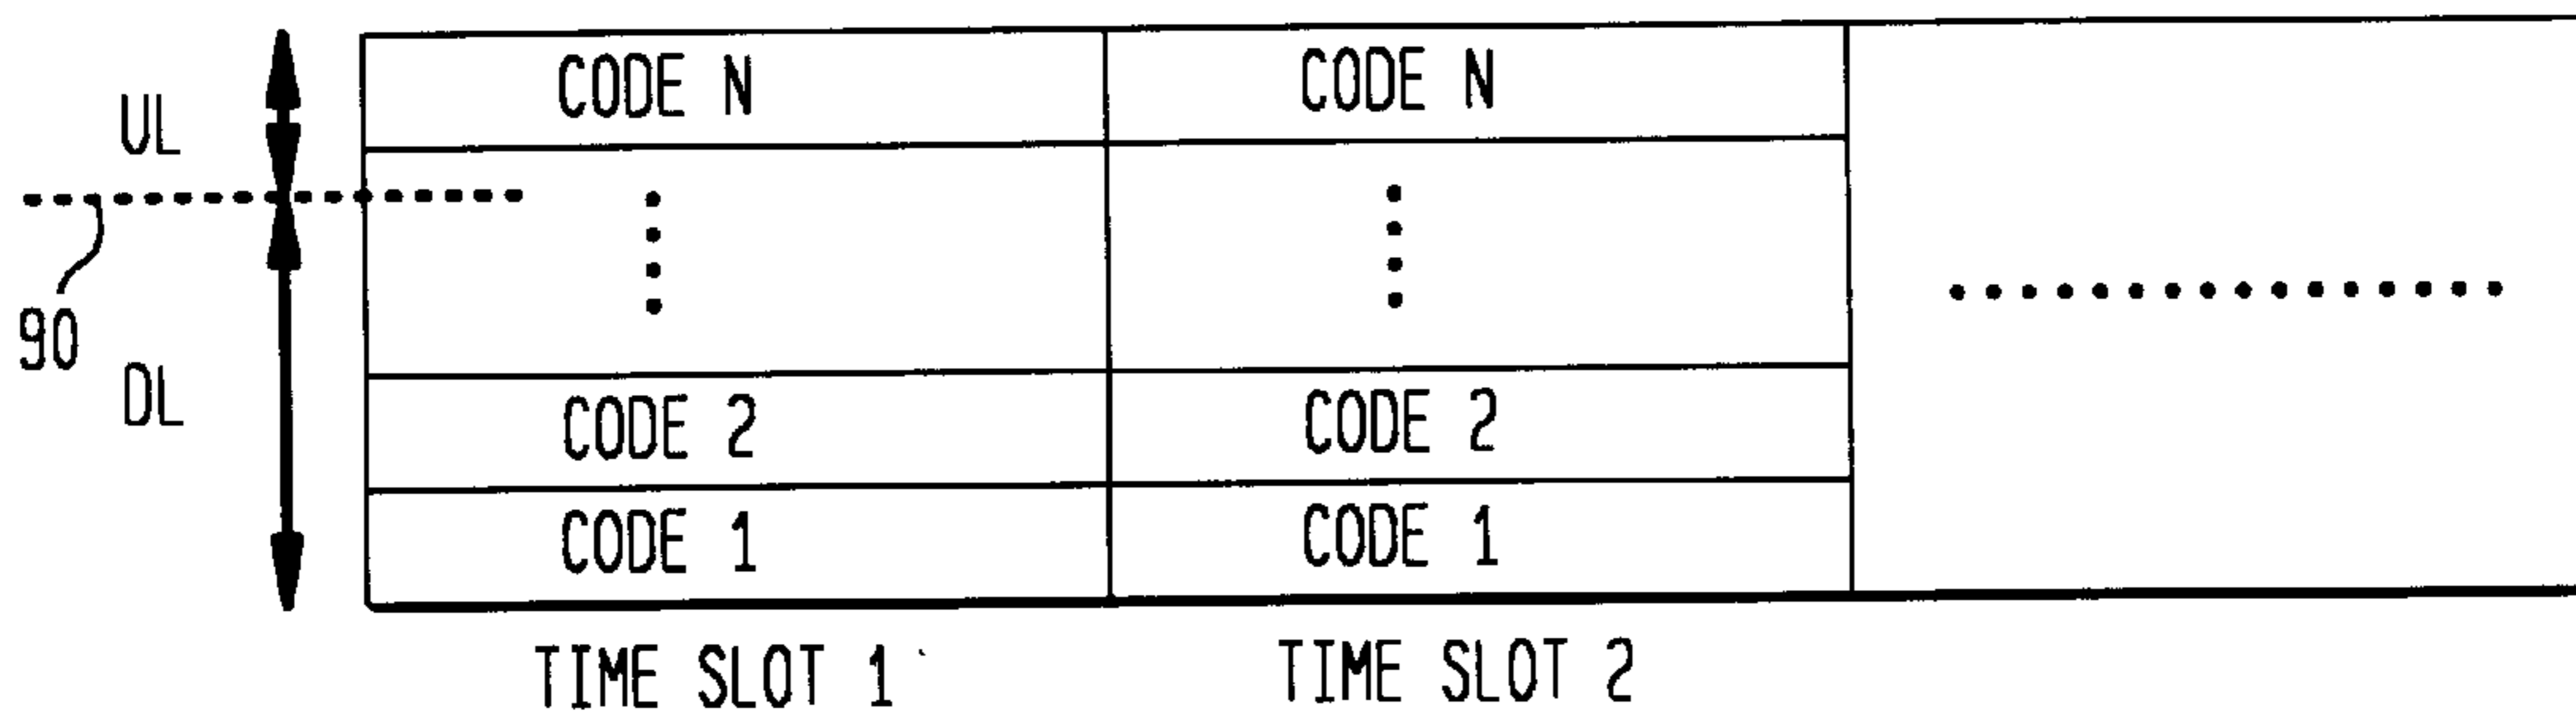 CODE N CODE N
UL
90
DL
CODE 2 CODE 2
CODE 1 CODE 1
TIME SLOT 1 TIME SLOT 2